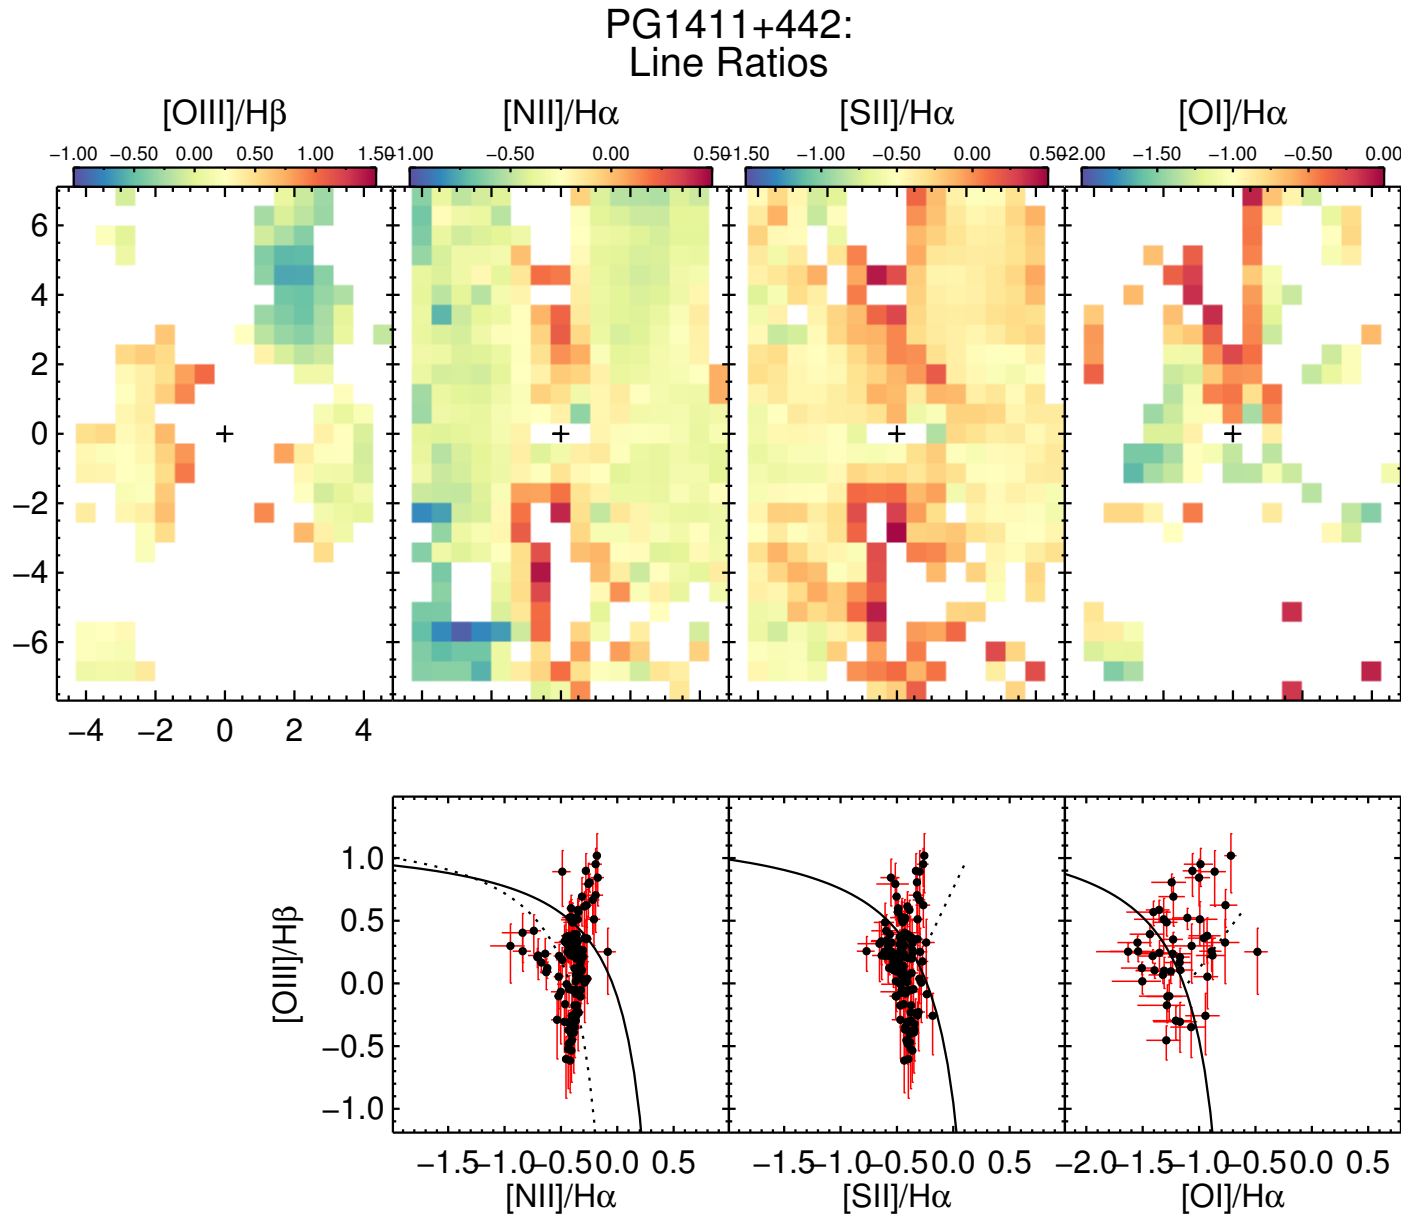 PG1411+442:
Line Ratios
[OIII]/Hβ [NII]/Hα [SII]/Hα [OI]/Hα
−1.00 −0.50 0.00 0.50 1.00 1.50 −1.00 −0.50 0.00 0.50 −1.50 −1.00 −0.50 0.00 0.50 −2.00 −1.50 −1.00 −0.50 0.00
6
4
2
0
−2
−4
−6
−4 −2 0 2 4
1.0
0.5
0.0
−0.5
−1.0
[OIII]/Hβ
−1.5 −1.0 −0.5 0.0 0.5 −1.5 −1.0 −0.5 0.0 0.5 −2.0 −1.5 −1.0 −0.5 0.0 0.5
[NII]/Hα [SII]/Hα [OI]/Hα